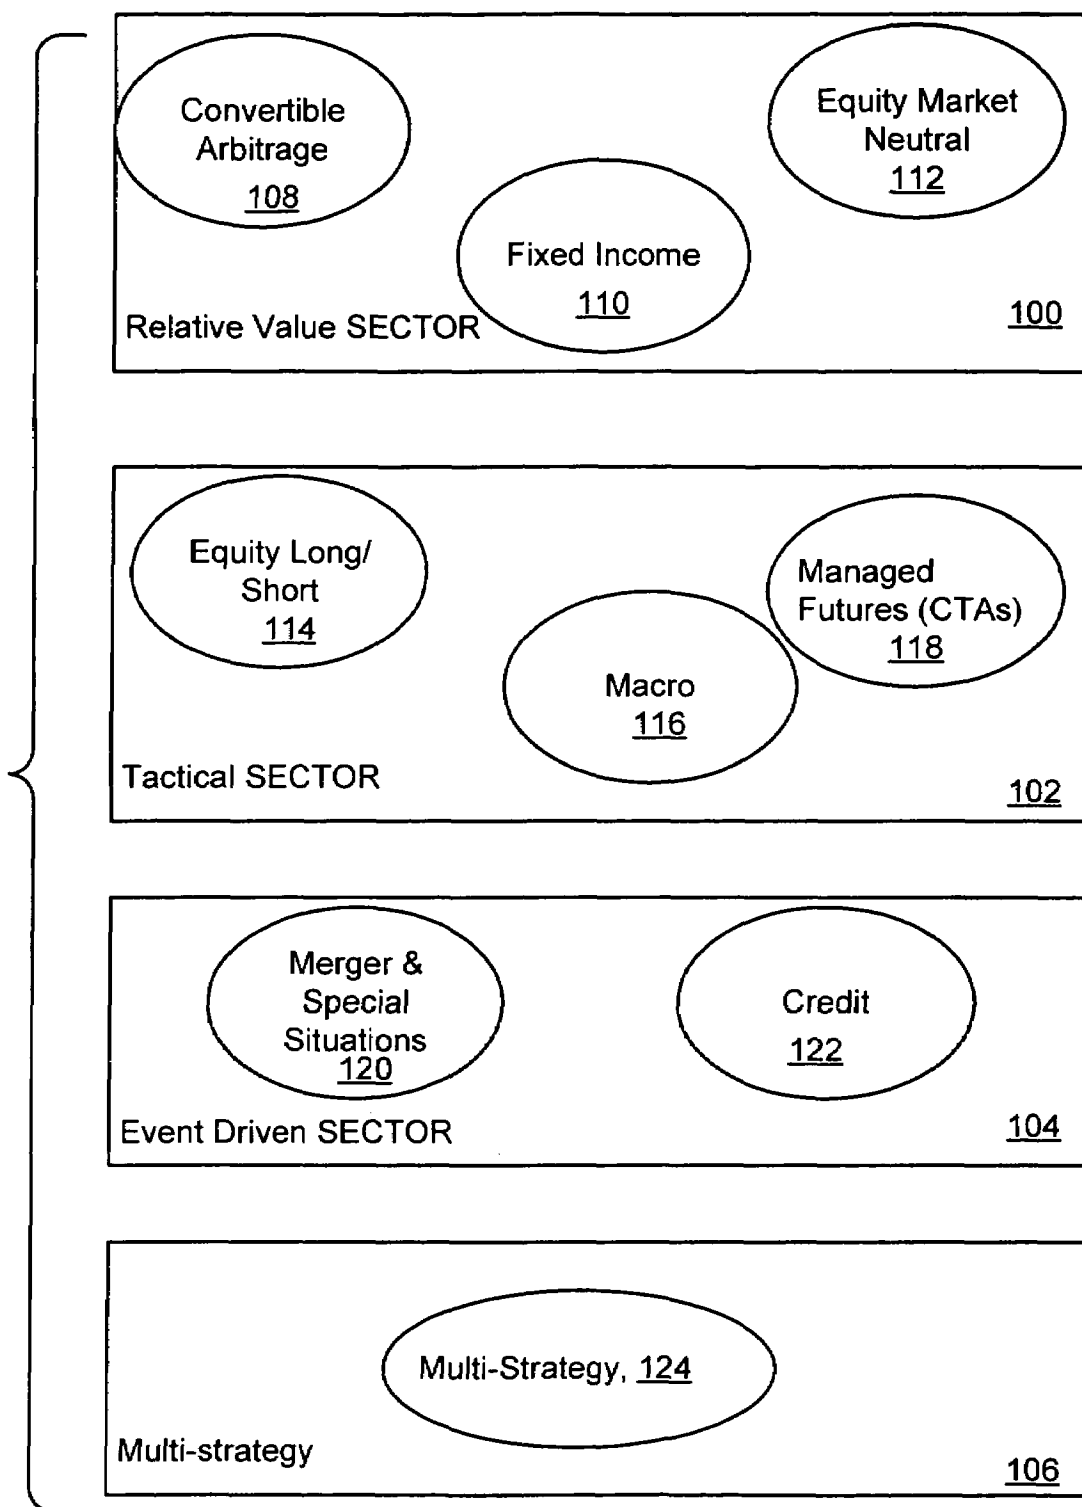 Convertible
Arbitrage
108
Equity Market
Neutral
112
Fixed Income
110
Relative Value SECTOR
100
Equity Long/
Short
114
Managed
Futures (CTAs)
118
Macro
116
Tactical SECTOR
102
Merger &
Special
Situations
120
Credit
122
Event Driven SECTOR
104
Multi-Strategy, 124
Multi-strategy
106